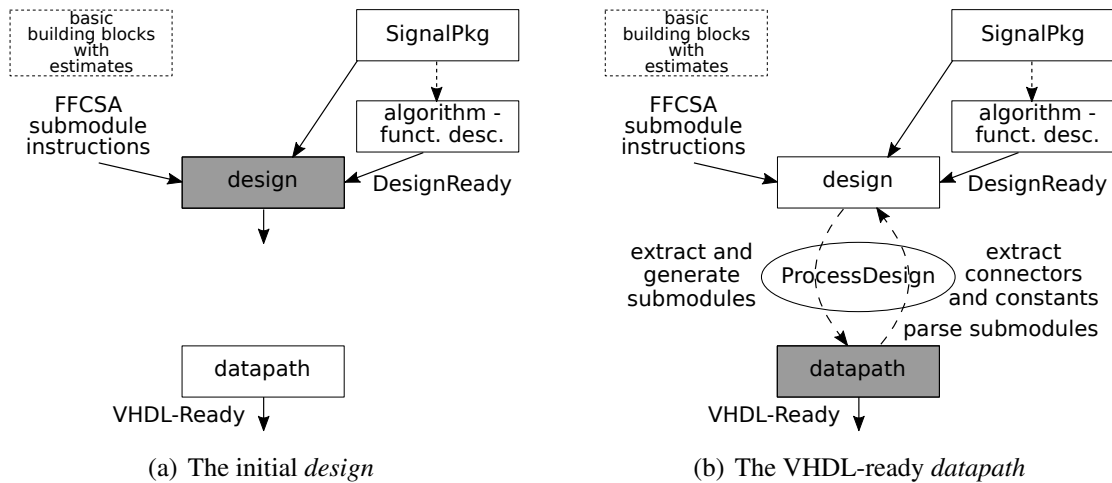 basic
building blocks
with
estimates
SignalPkg
FFCSA
submodule
instructions
algorithm -
funct. desc.
design
DesignReady
datapath
VHDL-Ready
(a) The initial design
basic
building blocks
with
estimates
SignalPkg
FFCSA
submodule
instructions
algorithm -
funct. desc.
design
DesignReady
extract and
generate
submodules
ProcessDesign
extract
connectors
and constants
parse submodules
datapath
VHDL-Ready
(b) The VHDL-ready datapath